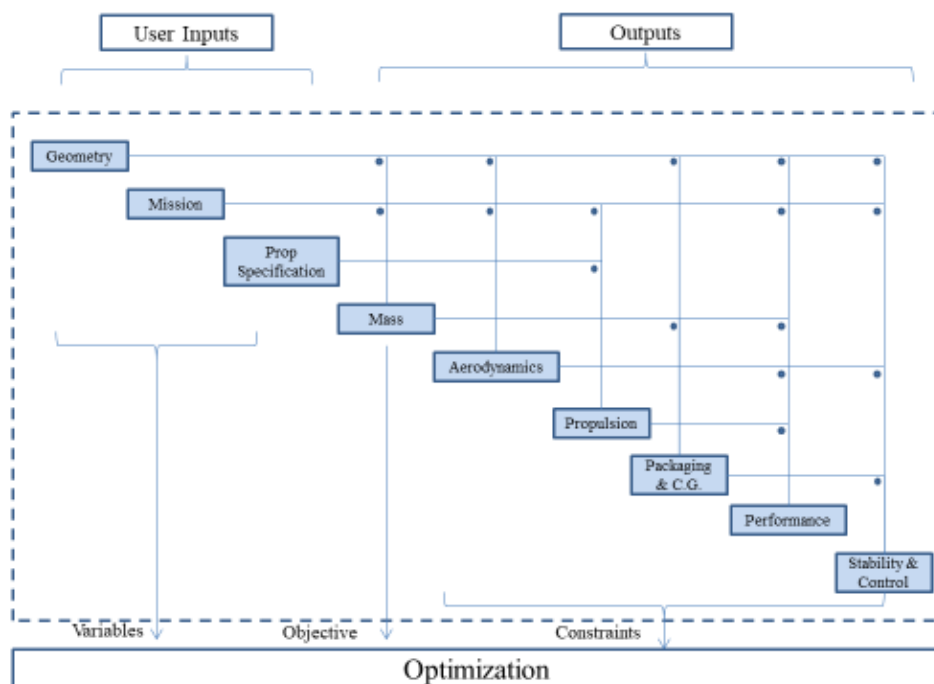 User Inputs
Outputs
Geometry
Mission
Prop
Specification
Mass
Aerodynamics
Propulsion
Packaging
& C.G.
Performance
Stability &
Control
Variables
Objective
Constraints
Optimization